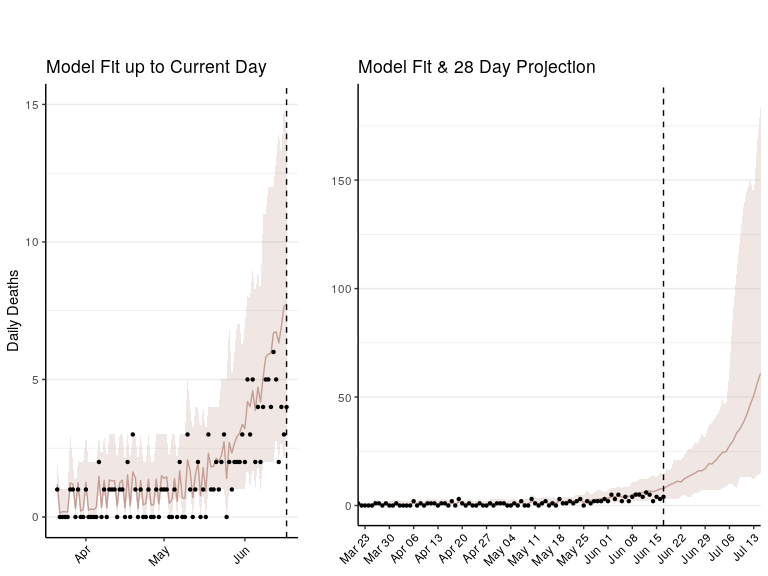 Model Fit up to Current Day
Model Fit & 28 Day Projection
Daily Deaths
15
10
5
0
Apr
May
Jun
150
100
50
0
Mar 23
Mar 30
Apr 06
Apr 13
Apr 20
Apr 27
May 04
May 11
May 18
May 25
Jun 01
Jun 08
Jun 15
Jun 22
Jun 29
Jul 06
Jul 13